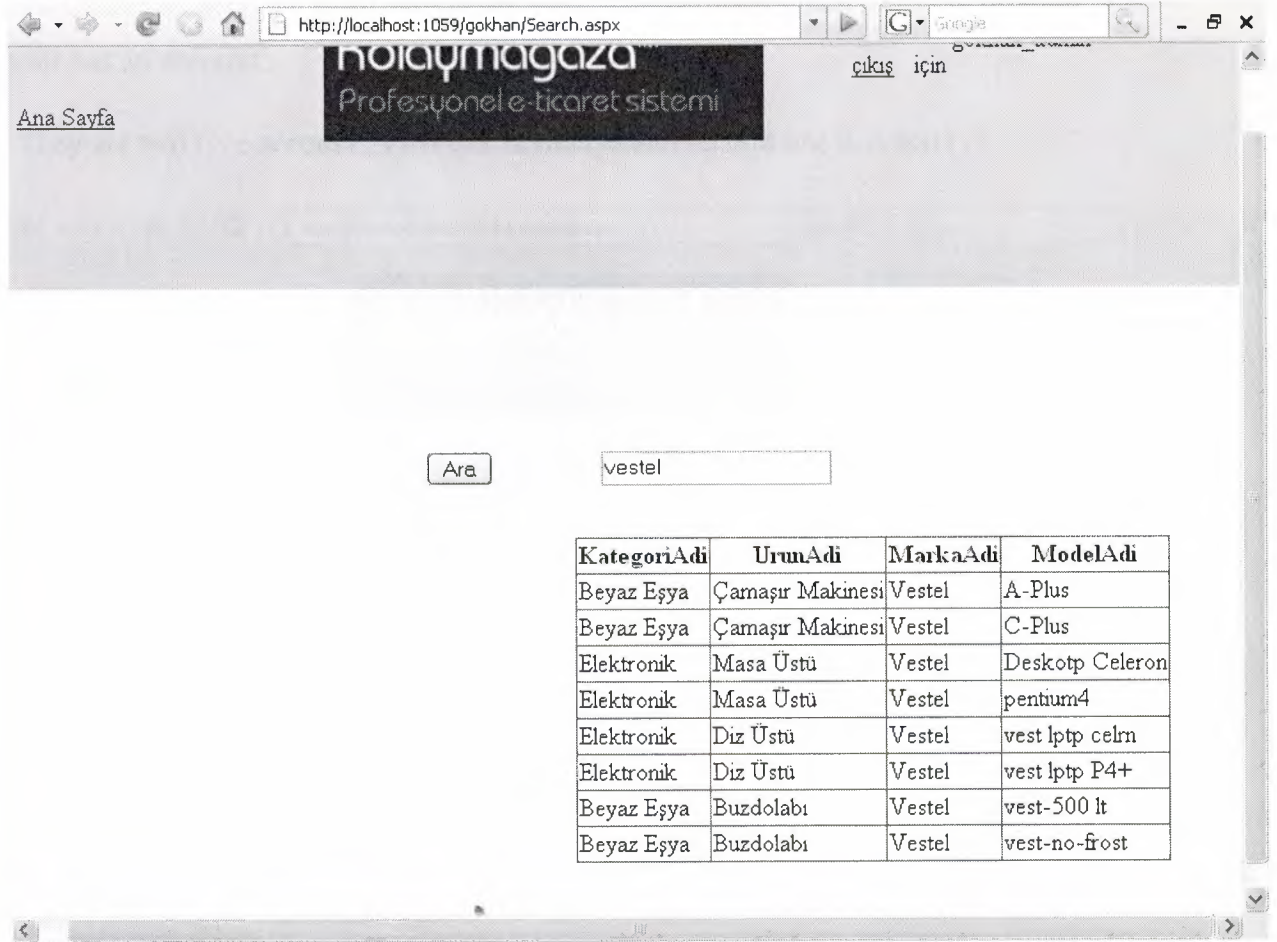 http://localhost:1059/gokhan/Search.aspx
Google
kolaymagaza
Profesyonel e-ticaret sistemi
çıkış için
Ana Sayfa
Ara
vestel
KategoriAdi UrunAdi MarkaAdi ModelAdi
Beyaz Eşya Çamaşır Makinesi Vestel A-Plus
Beyaz Eşya Çamaşır Makinesi Vestel C-Plus
Elektronik Masa Üstü Vestel Deskotp Celeron
Elektronik Masa Üstü Vestel pentium4
Elektronik Diz Üstü Vestel vest lptp celrn
Elektronik Diz Üstü Vestel vest lptp P4+
Beyaz Eşya Buzdolabı Vestel vest-500 lt
Beyaz Eşya Buzdolabı Vestel vest-no-frost